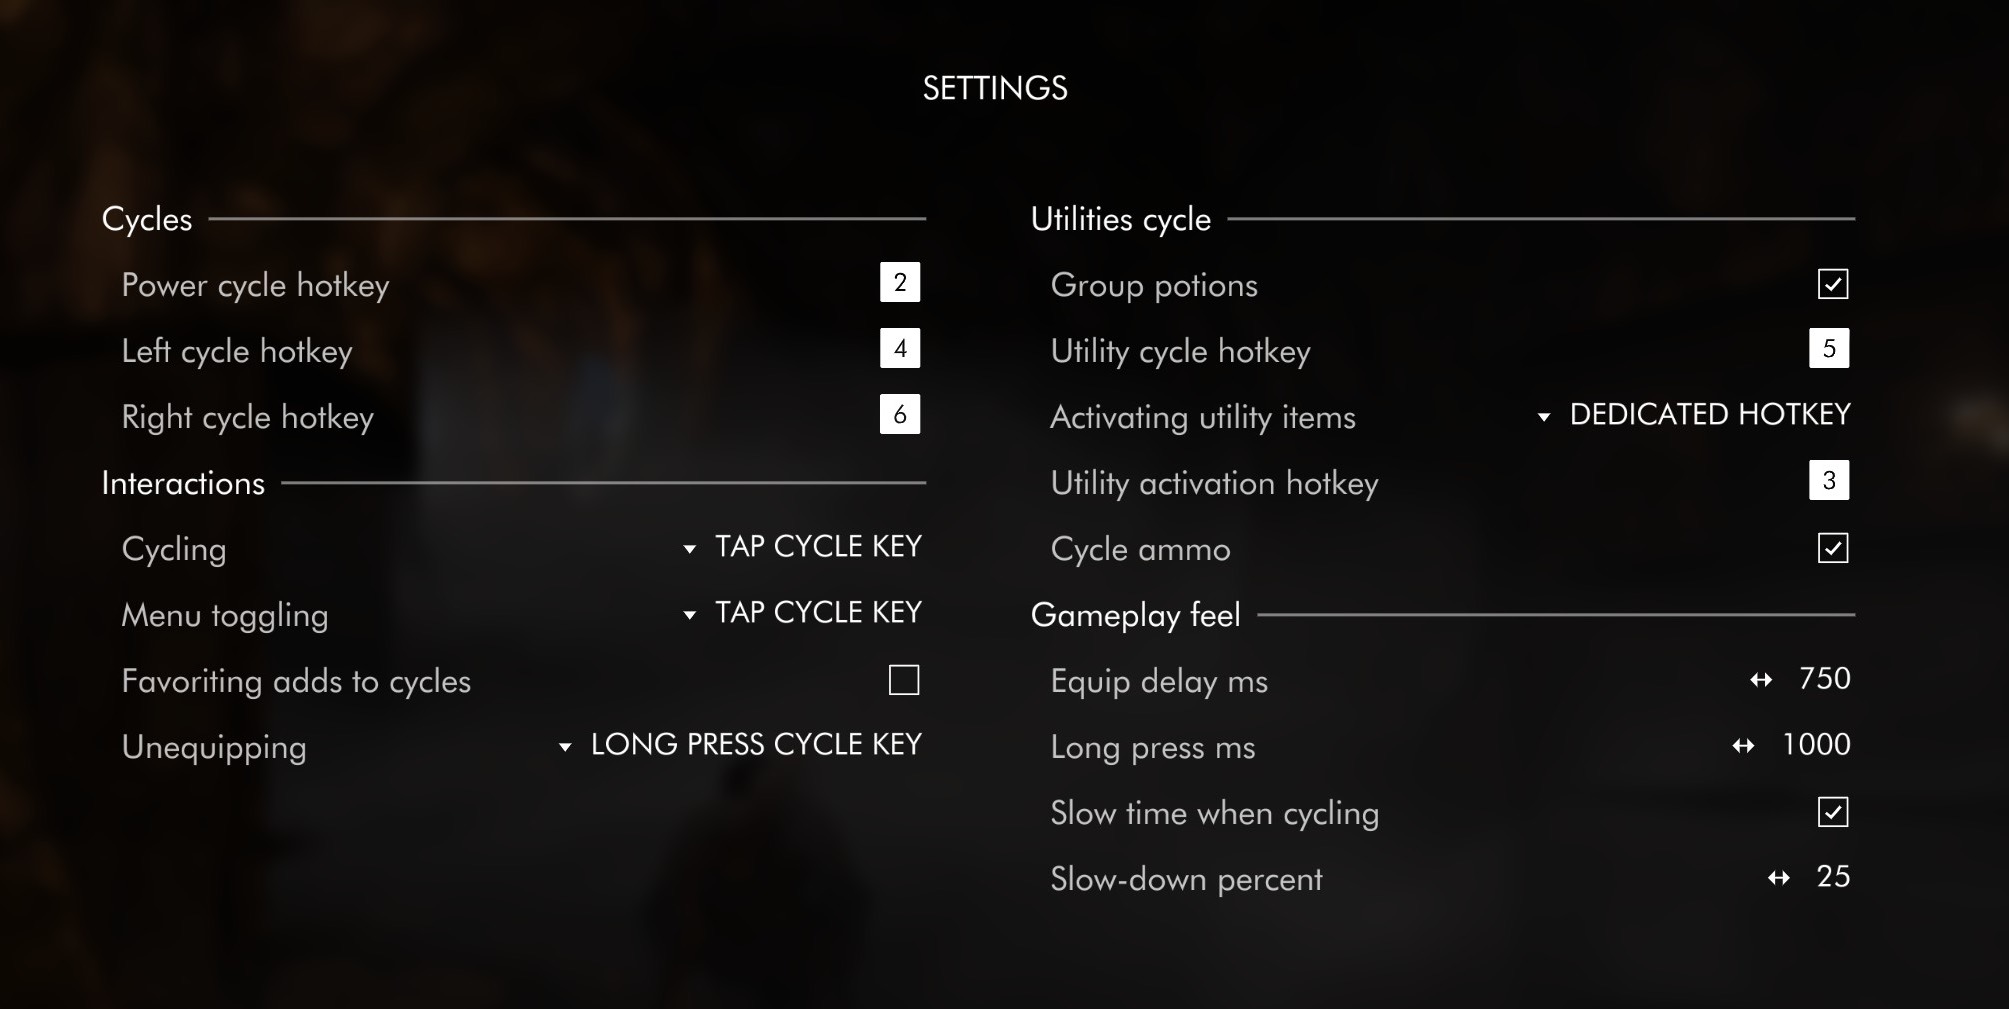 SETTINGS
Cycles
Power cycle hotkey 2
Left cycle hotkey 4
Right cycle hotkey 6
Interactions
Cycling TAP CYCLE KEY
Menu toggling TAP CYCLE KEY
Favoriting adds to cycles
Unequipping LONG PRESS CYCLE KEY
Utilities cycle
Group potions
Utility cycle hotkey 5
Activating utility items DEDICATED HOTKEY
Utility activation hotkey 3
Cycle ammo
Gameplay feel
Equip delay ms 750
Long press ms 1000
Slow time when cycling
Slow-down percent 25